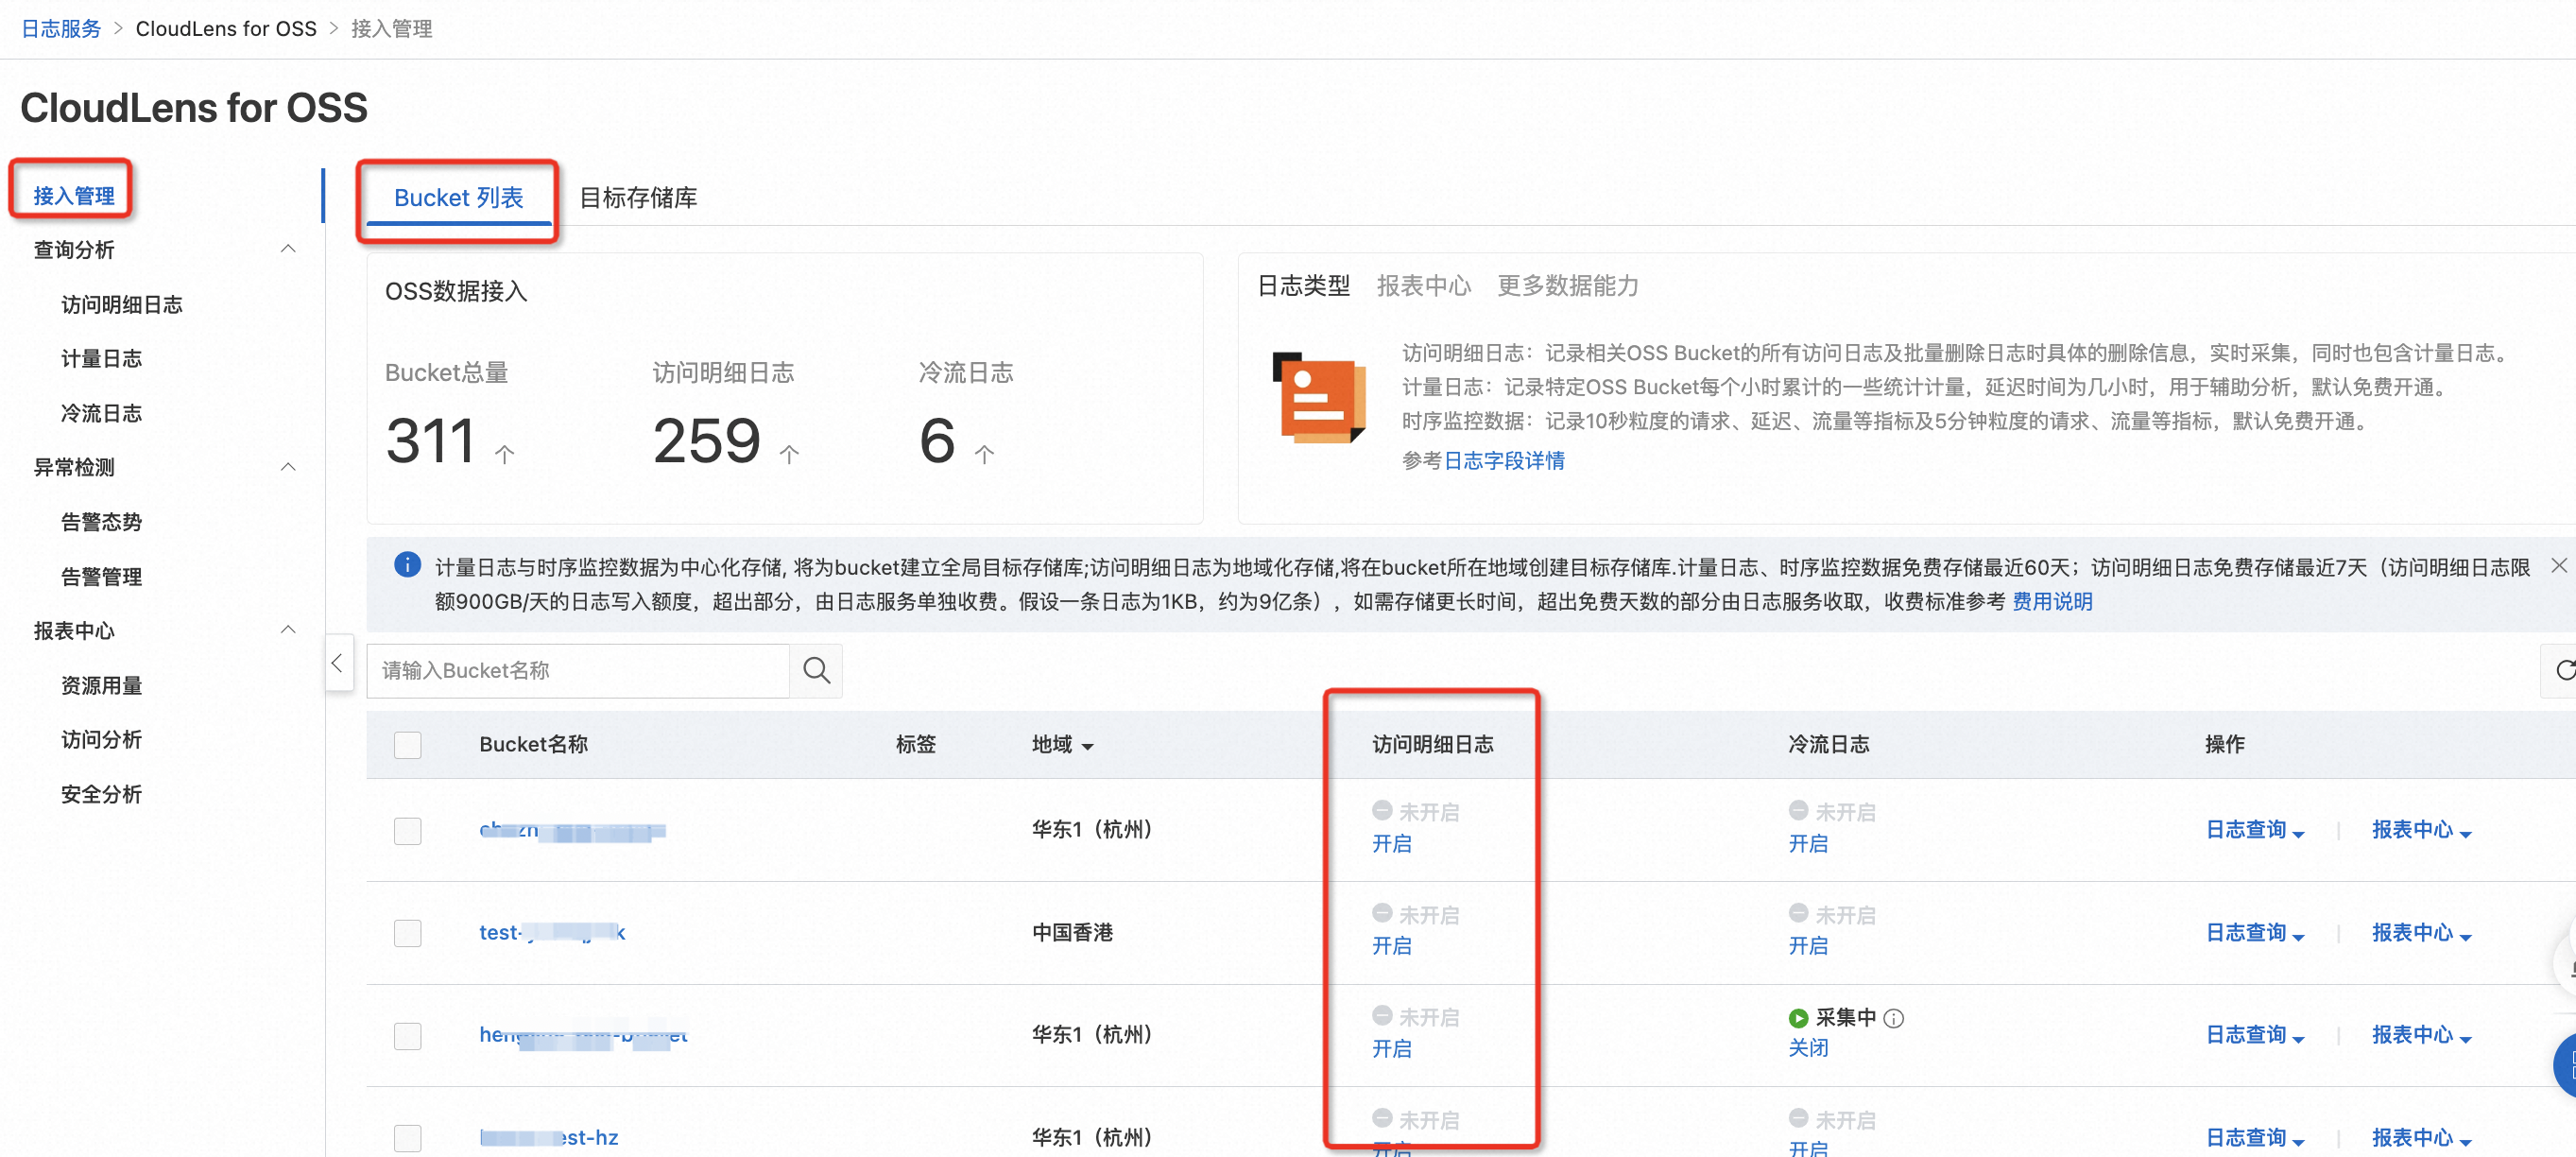 日志服务 > CloudLens for OSS > 接入管理
CloudLens for OSS
接入管理
查询分析
访问明细日志
计量日志
冷流日志
异常检测
告警态势
告警管理
报表中心
资源用量
访问分析
安全分析
Bucket 列表 目标存储库
OSS数据接入
Bucket总量 访问明细日志 冷流日志
311 个 259 个 6 个
日志类型 报表中心 更多数据能力
访问明细日志：记录相关OSS Bucket的所有访问日志及批量删除日志时具体的删除信息，实时采集，同时也包含计量日志。
计量日志：记录特定OSS Bucket每个小时累计的一些统计计量，延迟时间为几小时，用于辅助分析，默认免费开通。
时序监控数据：记录10秒粒度的请求、延迟、流量等指标及5分钟粒度的请求、流量等指标，默认免费开通。
参考日志字段详情
计量日志与时序监控数据为中心化存储, 将为bucket建立全局目标存储库;访问明细日志为地域化存储,将在bucket所在地域创建目标存储库.计量日志、时序监控数据免费存储最近60天；访问明细日志免费存储最近7天（访问明细日志限
额900GB/天的日志写入额度，超出部分，由日志服务单独收费。假设一条日志为1KB，约为9亿条），如需存储更长时间，超出免费天数的部分由日志服务收取，收费标准参考 费用说明
请输入Bucket名称
Bucket名称 标签 地域 访问明细日志 冷流日志 操作
华东1（杭州） 未开启 未开启 日志查询 | 报表中心
开启 开启
test- 中国香港 未开启 未开启 日志查询 | 报表中心
开启 开启
华东1（杭州） 未开启 采集中 日志查询 | 报表中心
开启 关闭
est-hz 华东1（杭州） 未开启 未开启 日志查询 | 报表中心
开启 开启